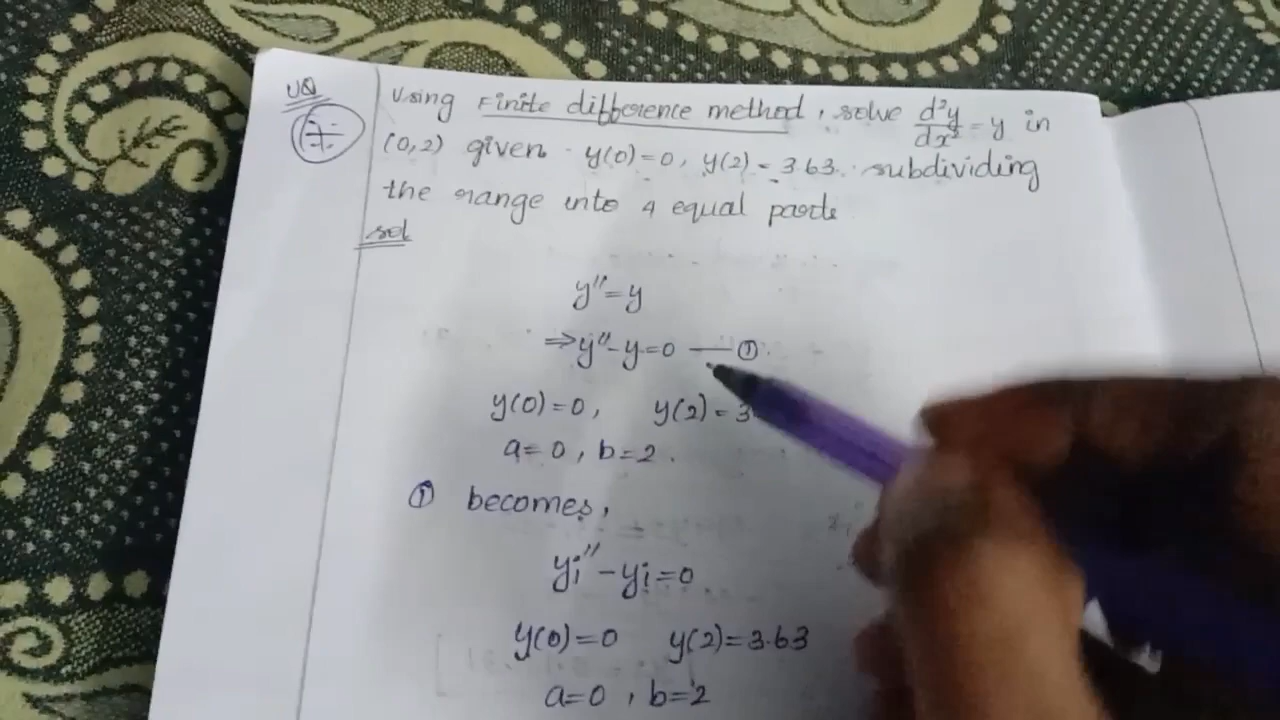 UQ
7.
Using Finite difference method, solve d²y/dx² = y in
(0,2) given y(0)=0, y(2)=3.63. subdividing
the range into 4 equal parts
sol
y''=y
⇒y''-y=0 — ①
y(0)=0, y(2)=3
a=0, b=2.
① becomes,
yi''-yi=0
y(0)=0 y(2)=3.63
a=0, b=2